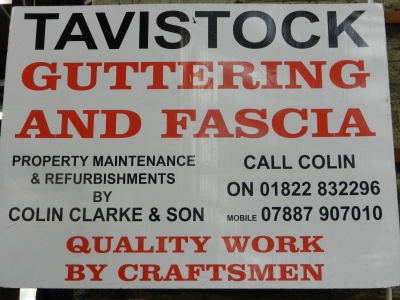 TAVISTOCK
GUTTERING
AND FASCIA
PROPERTY MAINTENANCE
& REFURBISHMENTS
BY
COLIN CLARKE & SON
CALL COLIN
ON 01822 832296
MOBILE 07887 907010
QUALITY WORK
BY CRAFTSMEN